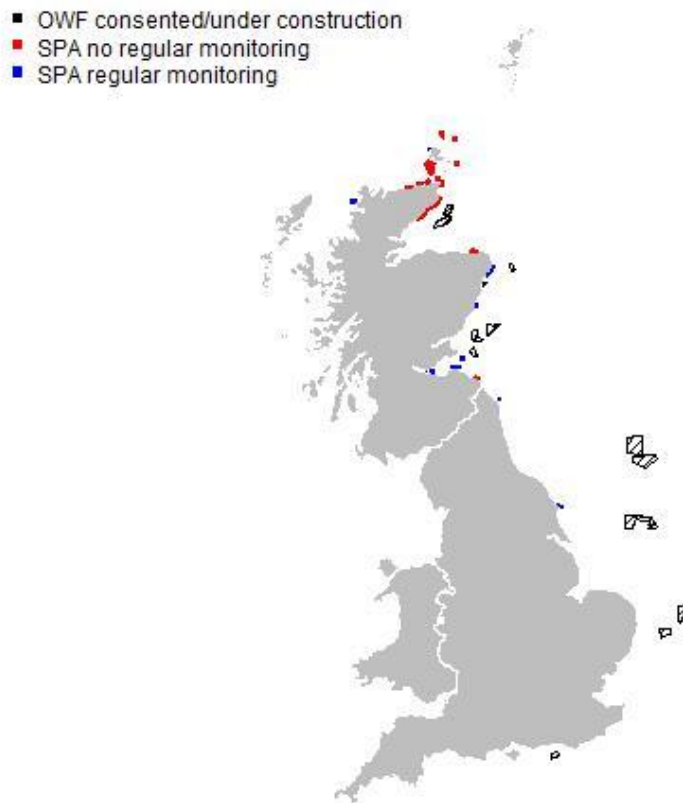 OWF consented/under construction
SPA no regular monitoring
SPA regular monitoring